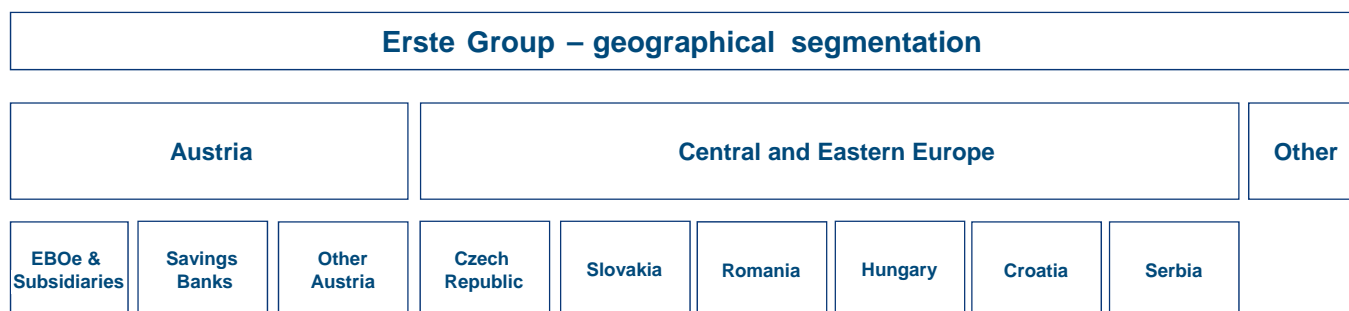 Erste Group – geographical segmentation
Austria
Central and Eastern Europe
Other
EBOe &
Subsidiaries
Savings
Banks
Other
Austria
Czech
Republic
Slovakia
Romania
Hungary
Croatia
Serbia